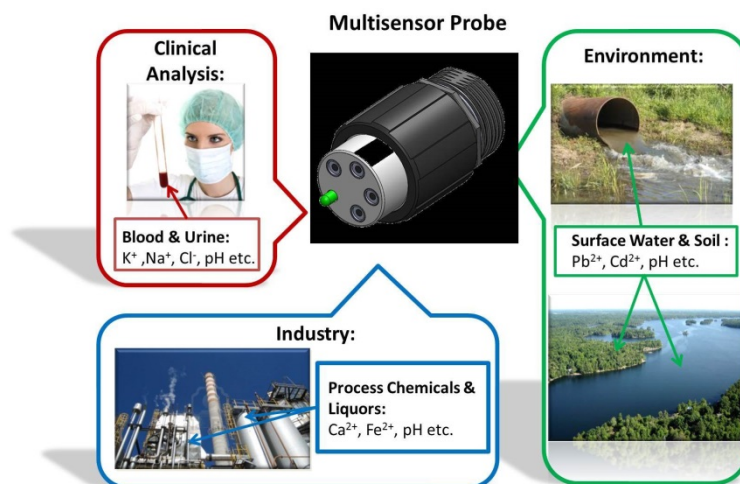 Multisensor Probe
Clinical
Analysis:
Blood & Urine:
K⁺ ,Na⁺, Cl⁻, pH etc.
Environment:
Surface Water & Soil :
Pb²⁺, Cd²⁺, pH etc.
Industry:
Process Chemicals &
Liquors:
Ca²⁺, Fe²⁺, pH etc.